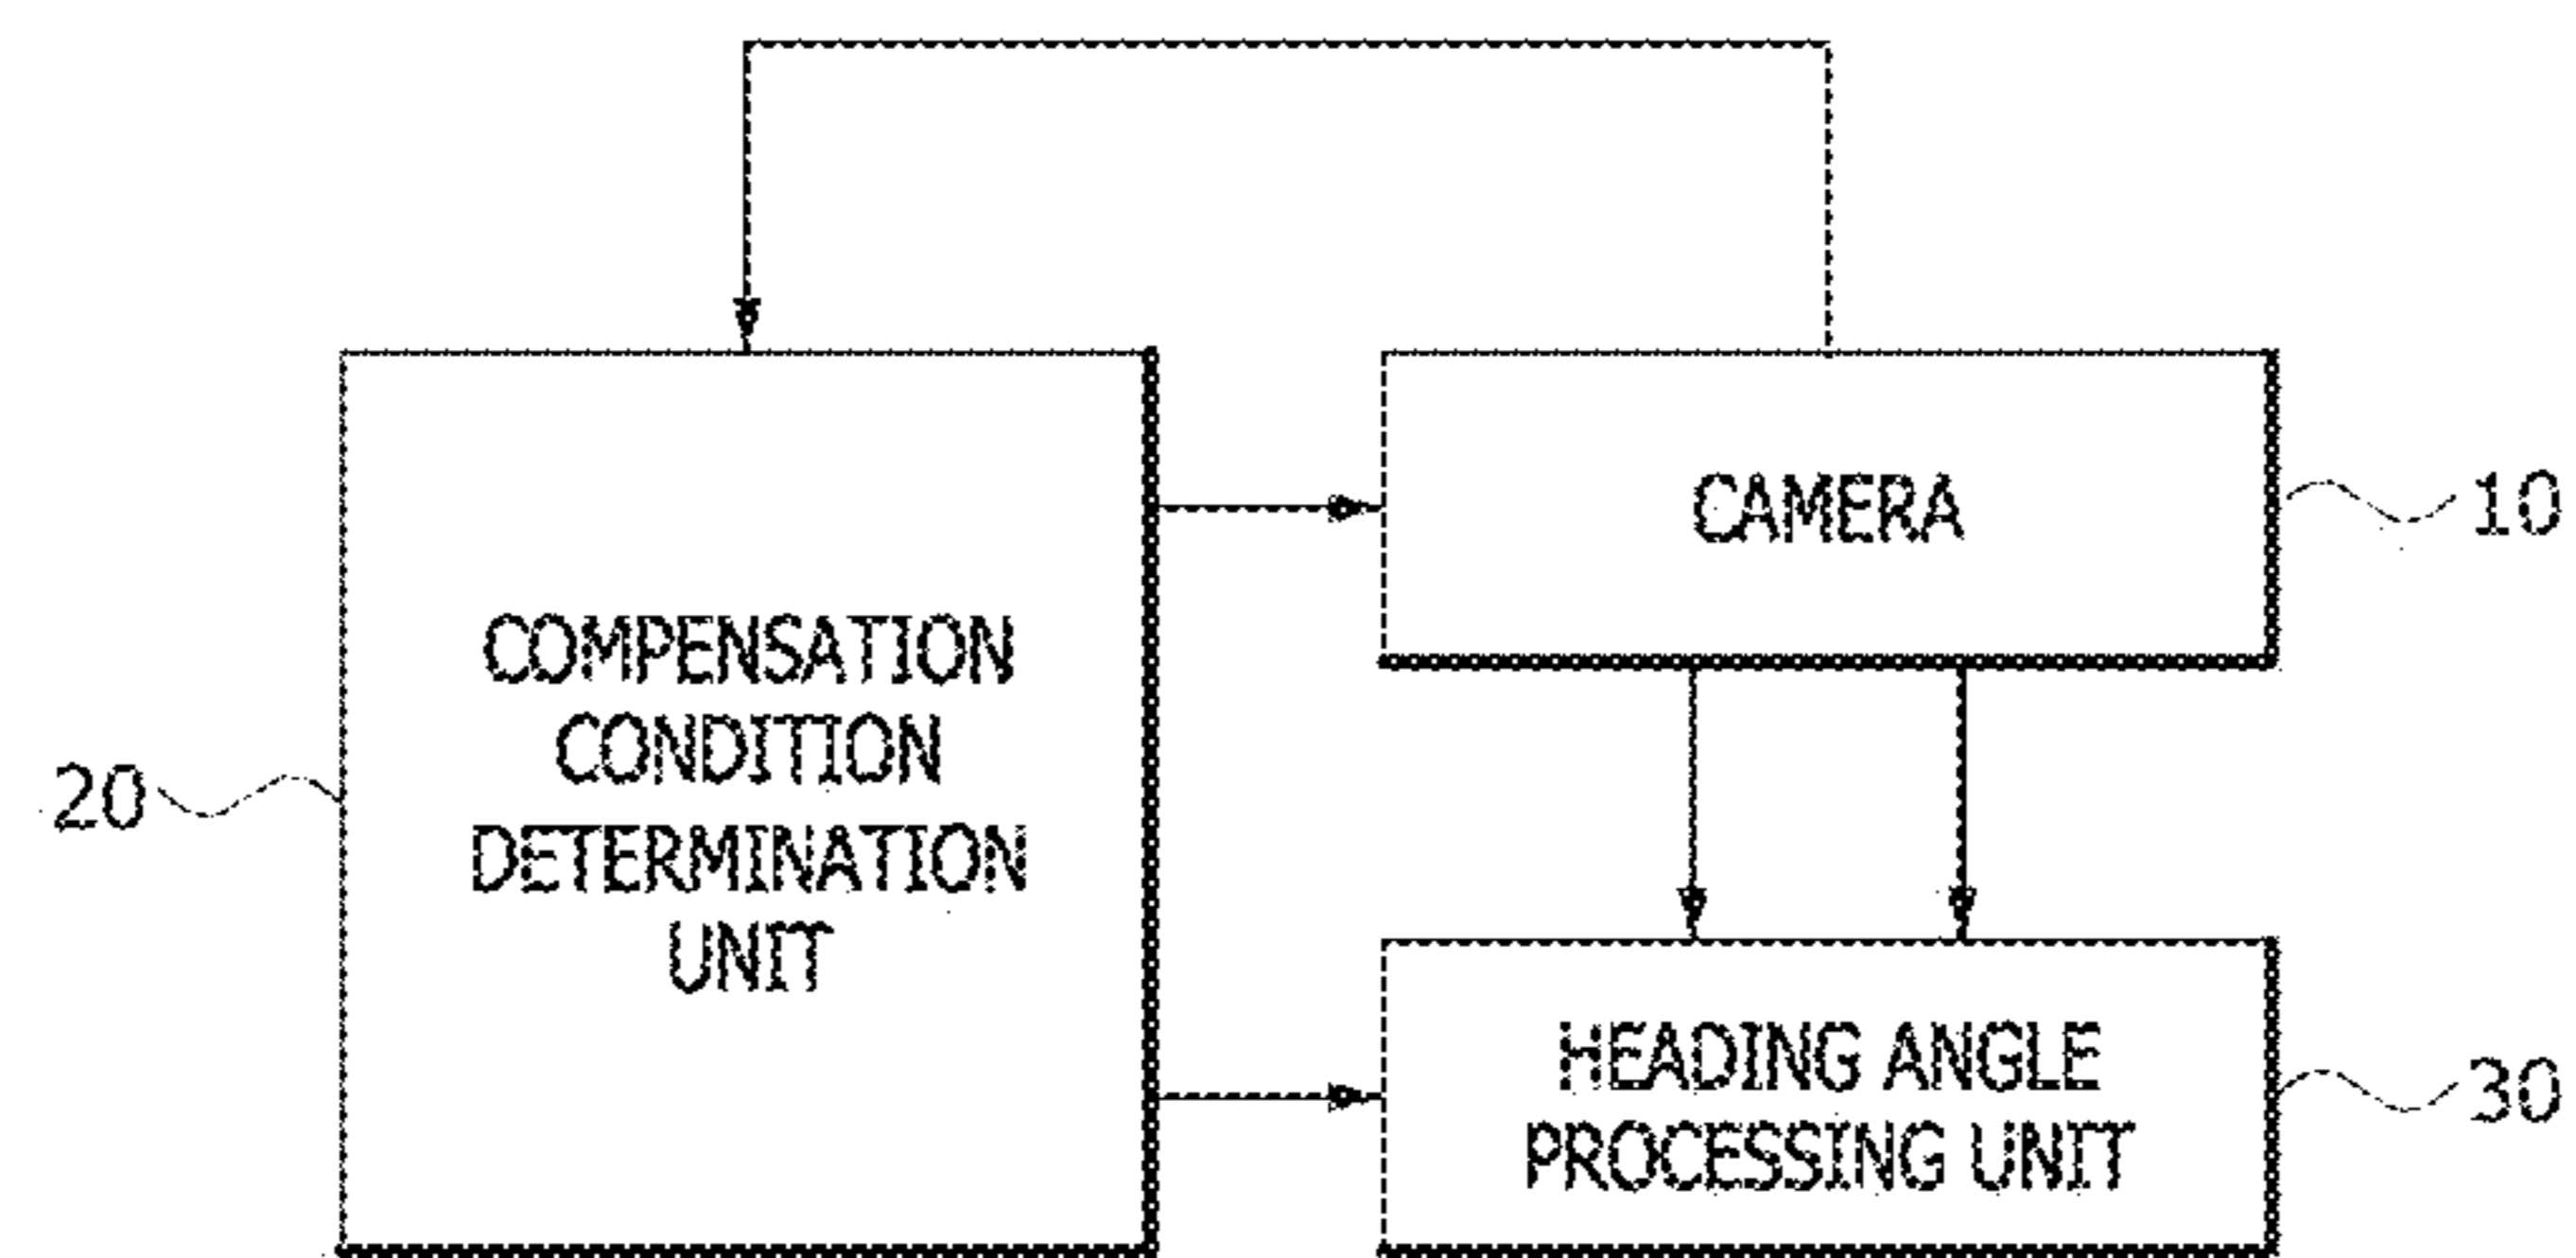 CAMERA
10
COMPENSATION
CONDITION
DETERMINATION
UNIT
20
HEADING ANGLE
PROCESSING UNIT
30